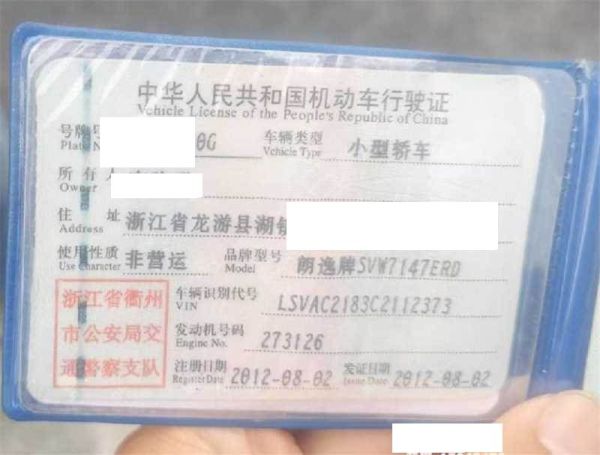 中华人民共和国机动车行驶证
Vehicle License of the People's Republic of China
号牌 0G 车辆类型 小型轿车
Plate Vehicle Type
所有人
Owner
住 址 浙江省龙游县湖镇
Address
使用性质 非营运 品牌型号 朗逸牌SVW7147ERD
Use Character Model
浙江省衢州 车辆识别代号 LSVAC2183C2112373
VIN
市公安局交 发动机号码 273126
Engine No.
通警察支队 注册日期 2012-08-02 发证日期 2012-08-02
Register Date Issue Date